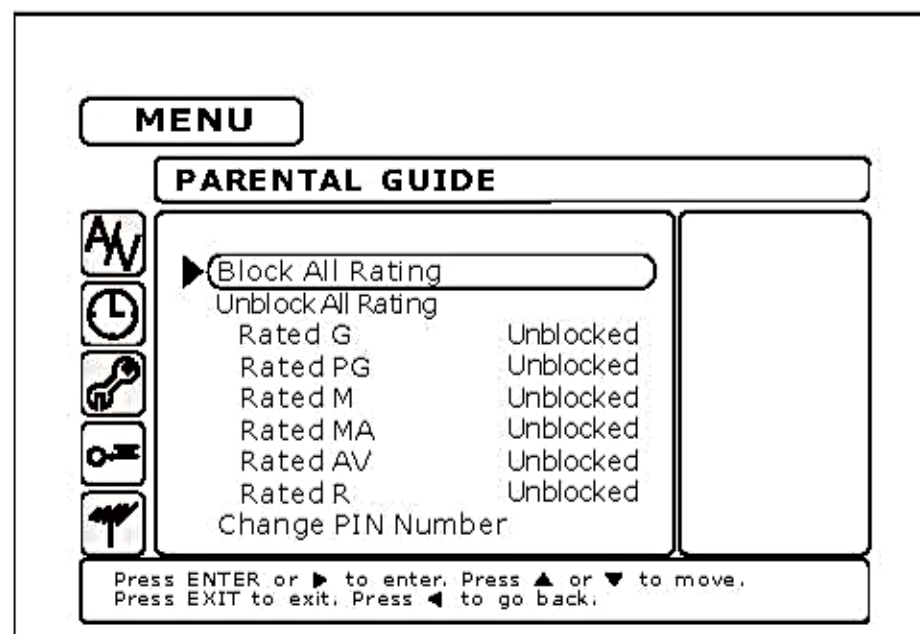 MENU
PARENTAL GUIDE
AV
▶ Block All Rating
Unblock All Rating
Rated G Unblocked
Rated PG Unblocked
Rated M Unblocked
Rated MA Unblocked
Rated AV Unblocked
Rated R Unblocked
Change PIN Number
Press ENTER or ▶ to enter. Press ▲ or ▼ to move.
Press EXIT to exit. Press ◀ to go back.